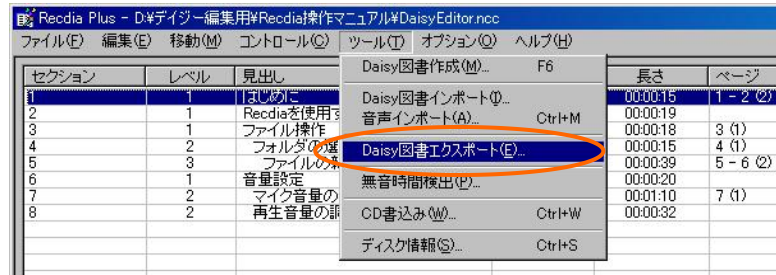 Recdia Plus - D:¥デイジー編集用¥Recdia操作マニュアル¥DaisyEditor.ncc
ファイル(F) 編集(E) 移動(M) コントロール(C) ツール(T) オプション(O) ヘルプ(H)
セクション レベル 見出し 長さ ページ
1 1 はじめに 00:00:15 1 - 2 (2)
2 1 Recdiaを使用す 00:00:19
3 1 ファイル操作 00:00:18 3 (1)
4 2 フォルダの選 00:00:15 4 (1)
5 3 ファイルの新 00:00:39 5 - 6 (2)
6 1 音量設定 00:00:20
7 2 マイク音量の 00:01:10 7 (1)
8 2 再生音量の調 00:00:32
Daisy図書作成(M)... F6
Daisy図書インポート(I)...
音声インポート(A)... Ctrl+M
Daisy図書エクスポート(E)...
無音時間検出(P)...
CD書込み(W)... Ctrl+W
ディスク情報(S)... Ctrl+S